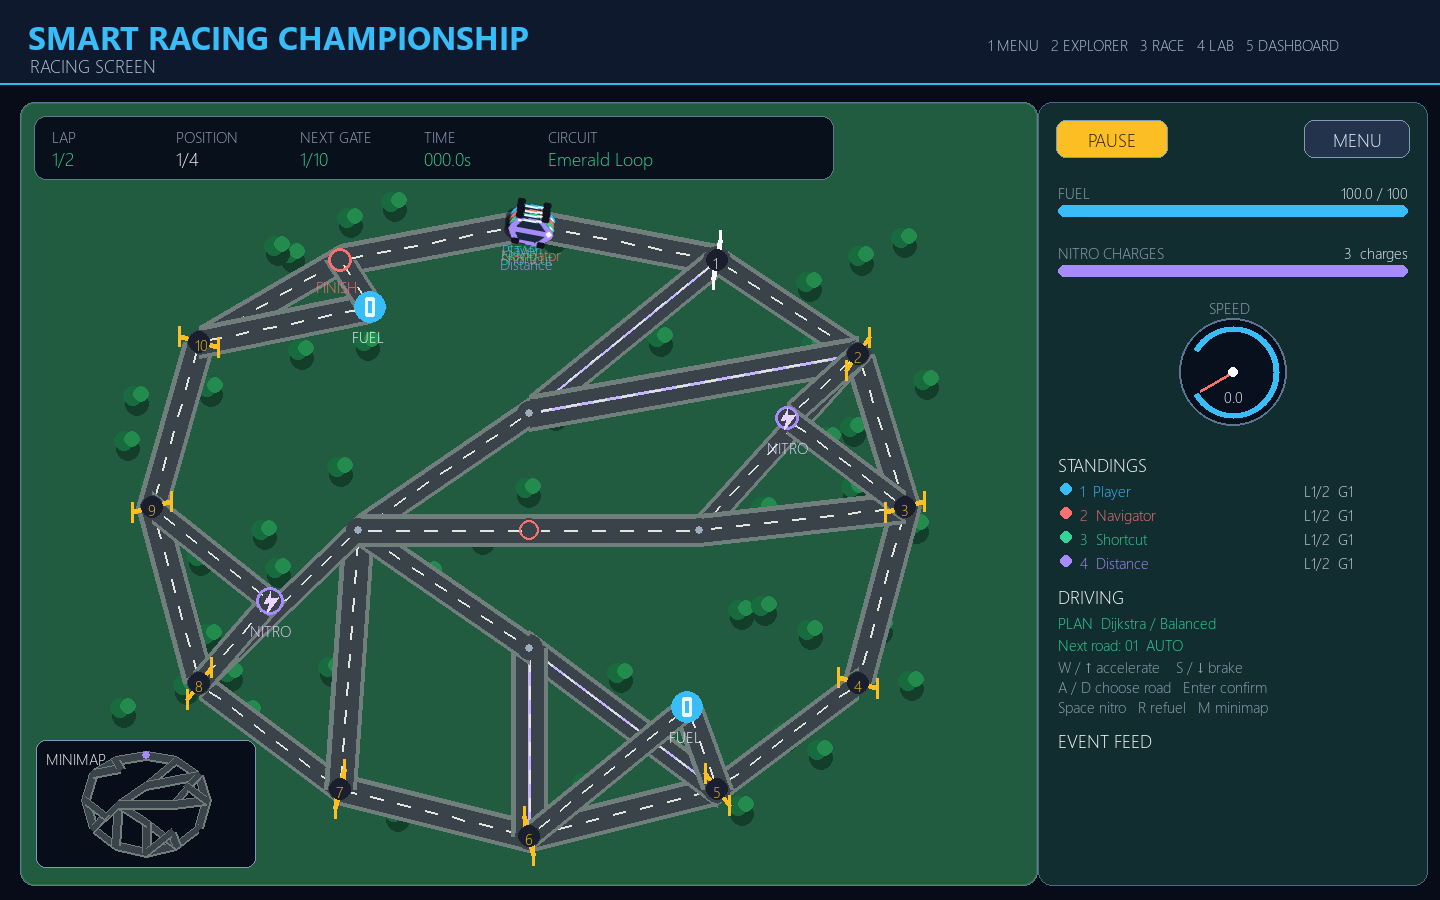 SMART RACING CHAMPIONSHIP
RACING SCREEN
1 MENU 2 EXPLORER 3 RACE 4 LAB 5 DASHBOARD
LAP POSITION NEXT GATE TIME CIRCUIT
1/2 1/4 1/10 000.0s Emerald Loop
PAUSE MENU
FUEL 100.0 / 100
NITRO CHARGES 3 charges
SPEED
0.0
STANDINGS
1 Player L1/2 G1
2 Navigator L1/2 G1
3 Shortcut L1/2 G1
4 Distance L1/2 G1
DRIVING
PLAN Dijkstra / Balanced
Next road: 01 AUTO
W / ↑ accelerate S / ↓ brake
A / D choose road Enter confirm
Space nitro R refuel M minimap
EVENT FEED
Distance
1
FINISH
FUEL
10
2
NITRO
9
3
NITRO
8
4
FUEL
7
5
6
MINIMAP